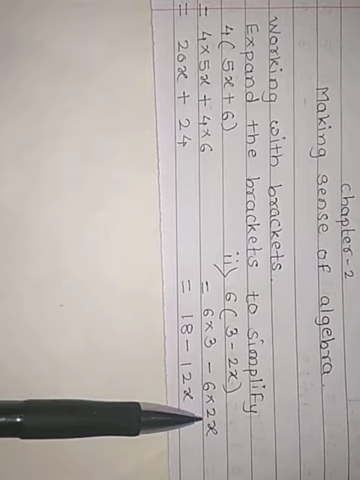 Chapter-2
Making sense of algebra.
Working with brackets.
Expand the brackets to simplify
4(5x+6)
= 4×5x + 4×6
= 20x + 24
ii) 6(3-2x)
= 6×3 - 6×2x
= 18 - 12x